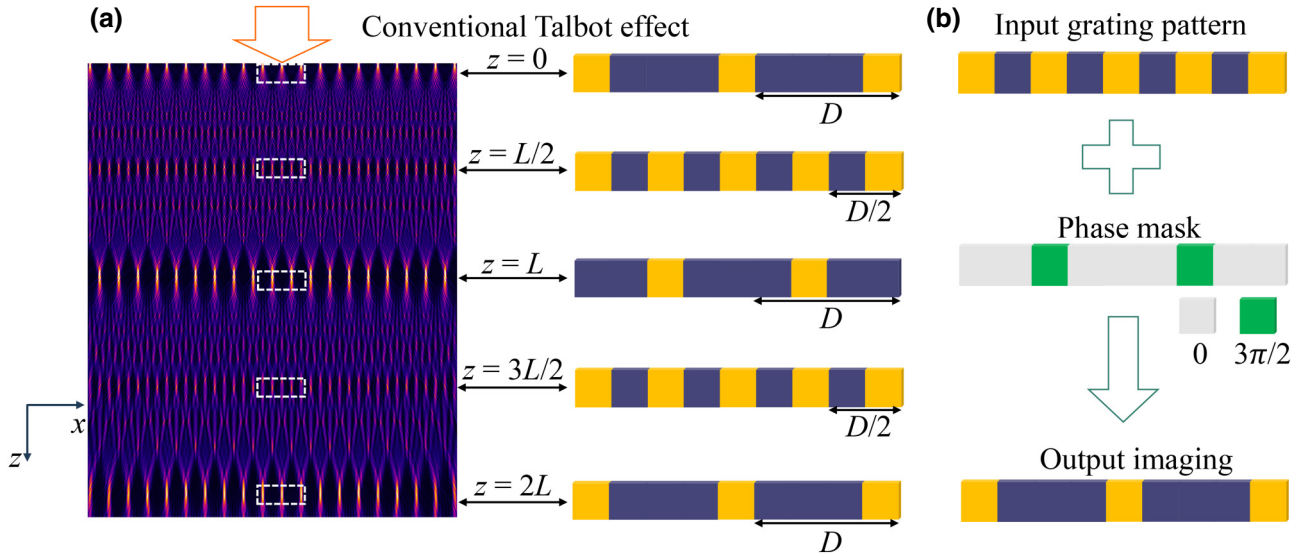 (a)
Conventional Talbot effect
z = 0
D
z = L/2
D/2
z = L
D
z = 3L/2
D/2
z = 2L
D
x
z
(b)
Input grating pattern
Phase mask
0
3π/2
Output imaging